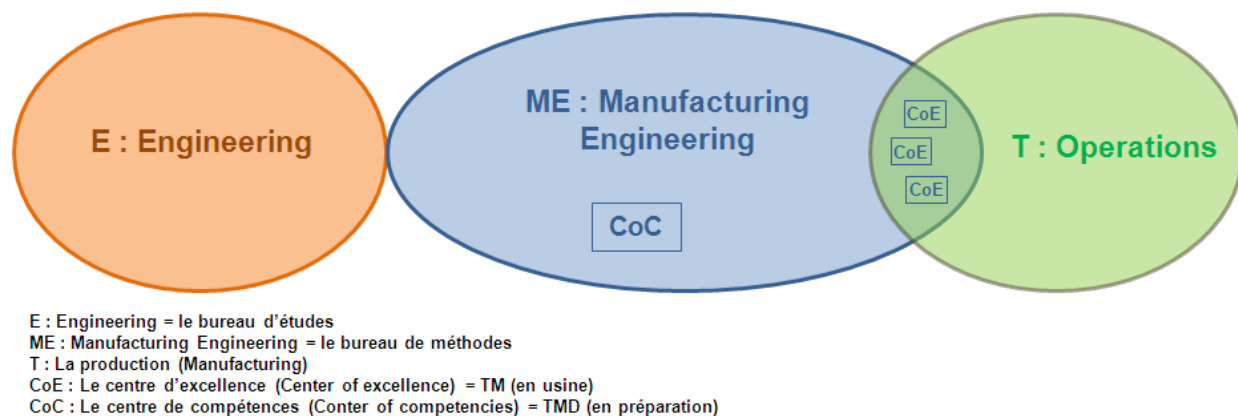 E : Engineering
ME : Manufacturing
Engineering
CoC
CoE
CoE
CoE
T : Operations
E : Engineering = le bureau d'études
ME : Manufacturing Engineering = le bureau de méthodes
T : La production (Manufacturing)
CoE : Le centre d'excellence (Center of excellence) = TM (en usine)
CoC : Le centre de compétences (Conter of competencies) = TMD (en préparation)